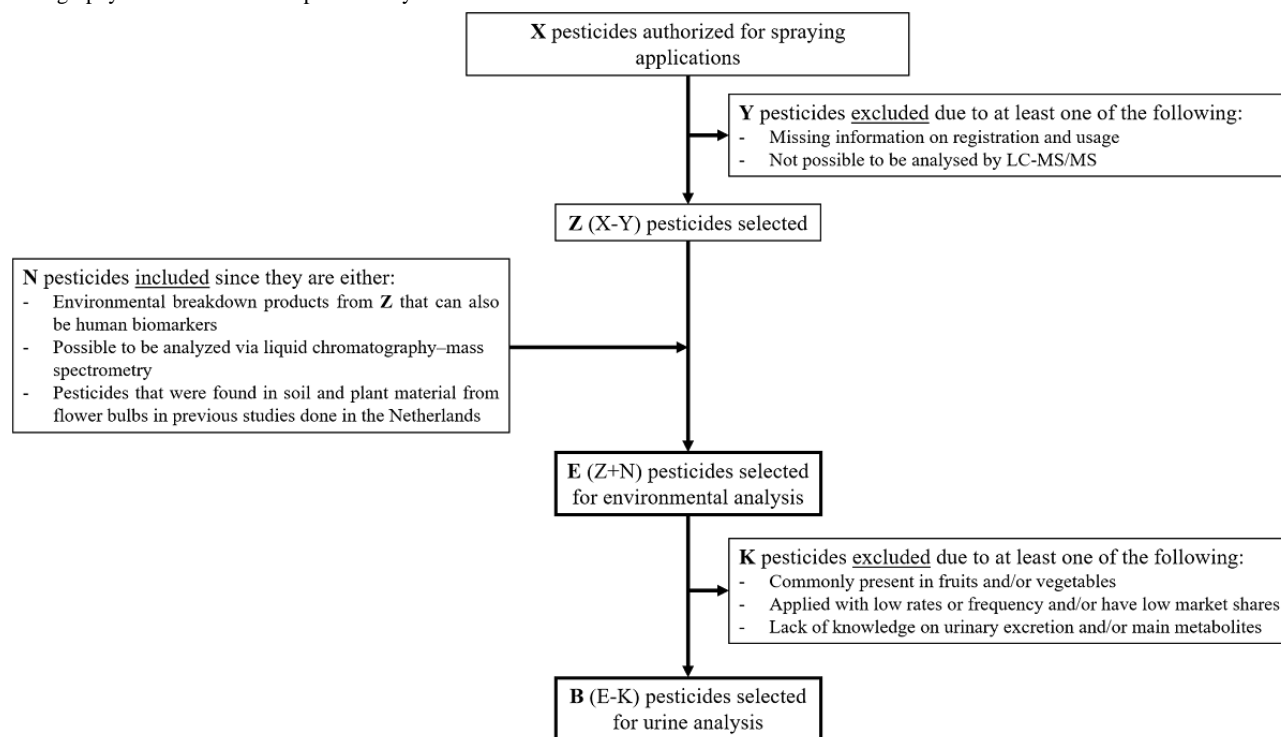 X pesticides authorized for spraying
applications
Y pesticides excluded due to at least one of the following:
- Missing information on registration and usage
- Not possible to be analysed by LC-MS/MS
Z (X-Y) pesticides selected
N pesticides included since they are either:
- Environmental breakdown products from Z that can also
be human biomarkers
- Possible to be analyzed via liquid chromatography–mass
spectrometry
- Pesticides that were found in soil and plant material from
flower bulbs in previous studies done in the Netherlands
E (Z+N) pesticides selected
for environmental analysis
K pesticides excluded due to at least one of the following:
- Commonly present in fruits and/or vegetables
- Applied with low rates or frequency and/or have low market shares
- Lack of knowledge on urinary excretion and/or main metabolites
B (E-K) pesticides selected
for urine analysis